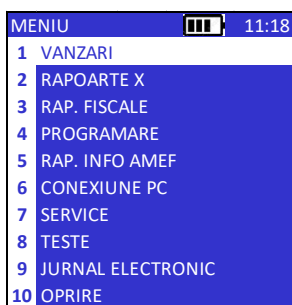 MENIU 11:18
1 VANZARI
2 RAPOARTE X
3 RAP. FISCALE
4 PROGRAMARE
5 RAP. INFO AMEF
6 CONEXIUNE PC
7 SERVICE
8 TESTE
9 JURNAL ELECTRONIC
10 OPRIRE